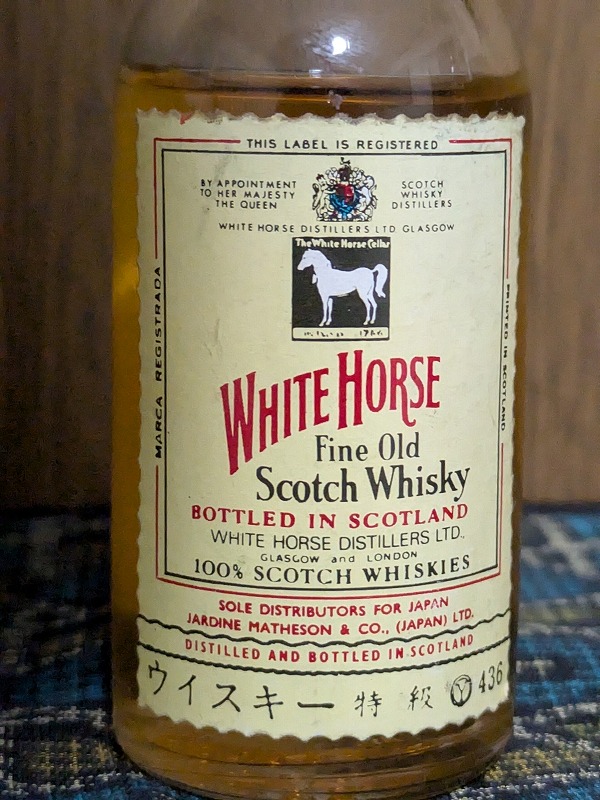 THIS LABEL IS REGISTERED
BY APPOINTMENT
TO HER MAJESTY
THE QUEEN
SCOTCH
WHISKY
DISTILLERS
WHITE HORSE DISTILLERS LTD GLASGOW
The White Horse Cellar
MARCA REGISTRADA
PRINTED IN SCOTLAND.
WHITE HORSE
Fine Old
Scotch Whisky
BOTTLED IN SCOTLAND
WHITE HORSE DISTILLERS LTD.,
GLASGOW and LONDON
100% SCOTCH WHISKIES
SOLE DISTRIBUTORS FOR JAPAN
JARDINE MATHESON & CO., (JAPAN) LTD.
DISTILLED AND BOTTLED IN SCOTLAND
ウイスキー 特級 Ⓨ 436